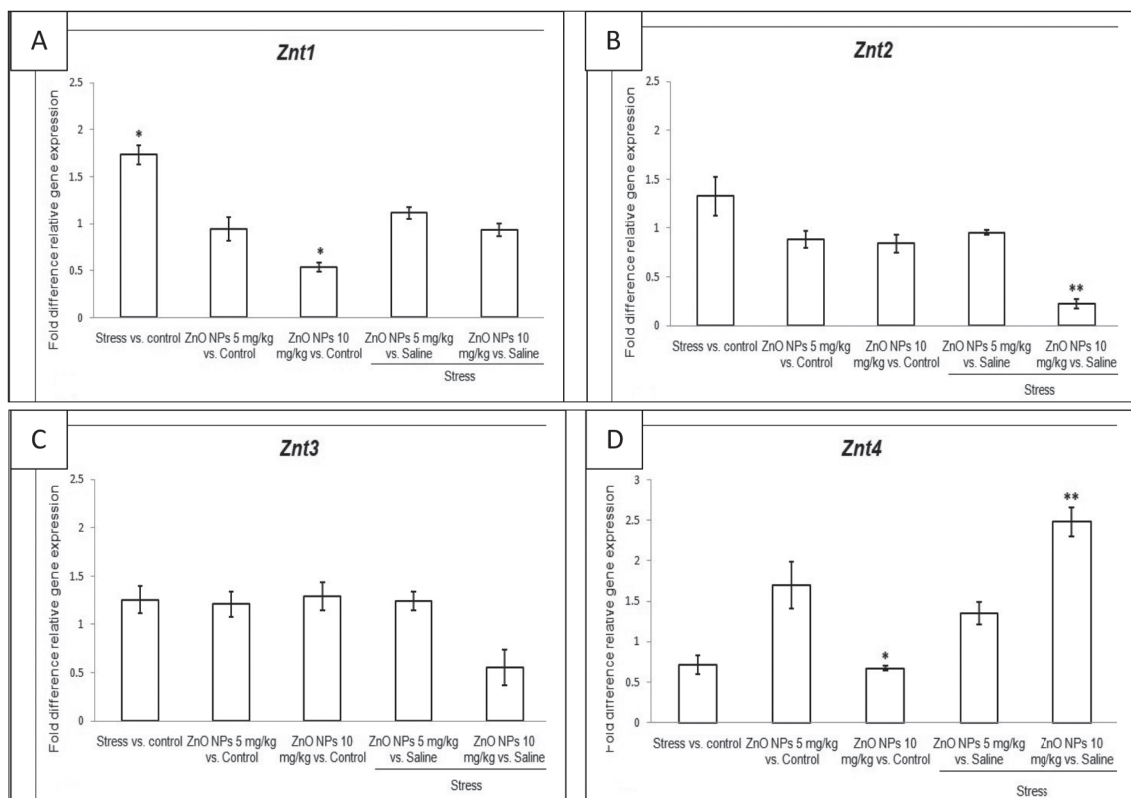 A
Znt1
Fold difference relative gene expression
2.5
2
1.5
1
0.5
0
*
*
Stress vs. control
ZnO NPs 5 mg/kg
vs. Control
ZnO NPs 10
mg/kg vs. Control
ZnO NPs 5 mg/kg
vs. Saline
ZnO NPs 10
mg/kg vs. Saline
Stress
B
Znt2
Fold difference relative gene expression
2.5
2
1.5
1
0.5
0
**
Stress vs. control
ZnO NPs 5 mg/kg
vs. Control
ZnO NPs 10
mg/kg vs. Control
ZnO NPs 5 mg/kg
vs. Saline
ZnO NPs 10
mg/kg vs. Saline
Stress
C
Znt3
Fold difference relative gene expression
2.5
2
1.5
1
0.5
0
Stress vs. control
ZnO NPs 5 mg/kg
vs. Control
ZnO NPs 10
mg/kg vs. Control
ZnO NPs 5 mg/kg
vs. Saline
ZnO NPs 10
mg/kg vs. Saline
Stress
D
Znt4
Fold difference relative gene expression
3
2.5
2
1.5
1
0.5
0
*
**
Stress vs. control
ZnO NPs 5 mg/kg
vs. Control
ZnO NPs 10
mg/kg vs. Control
ZnO NPs 5 mg/kg
vs. Saline
ZnO NPs 10
mg/kg vs. Saline
Stress